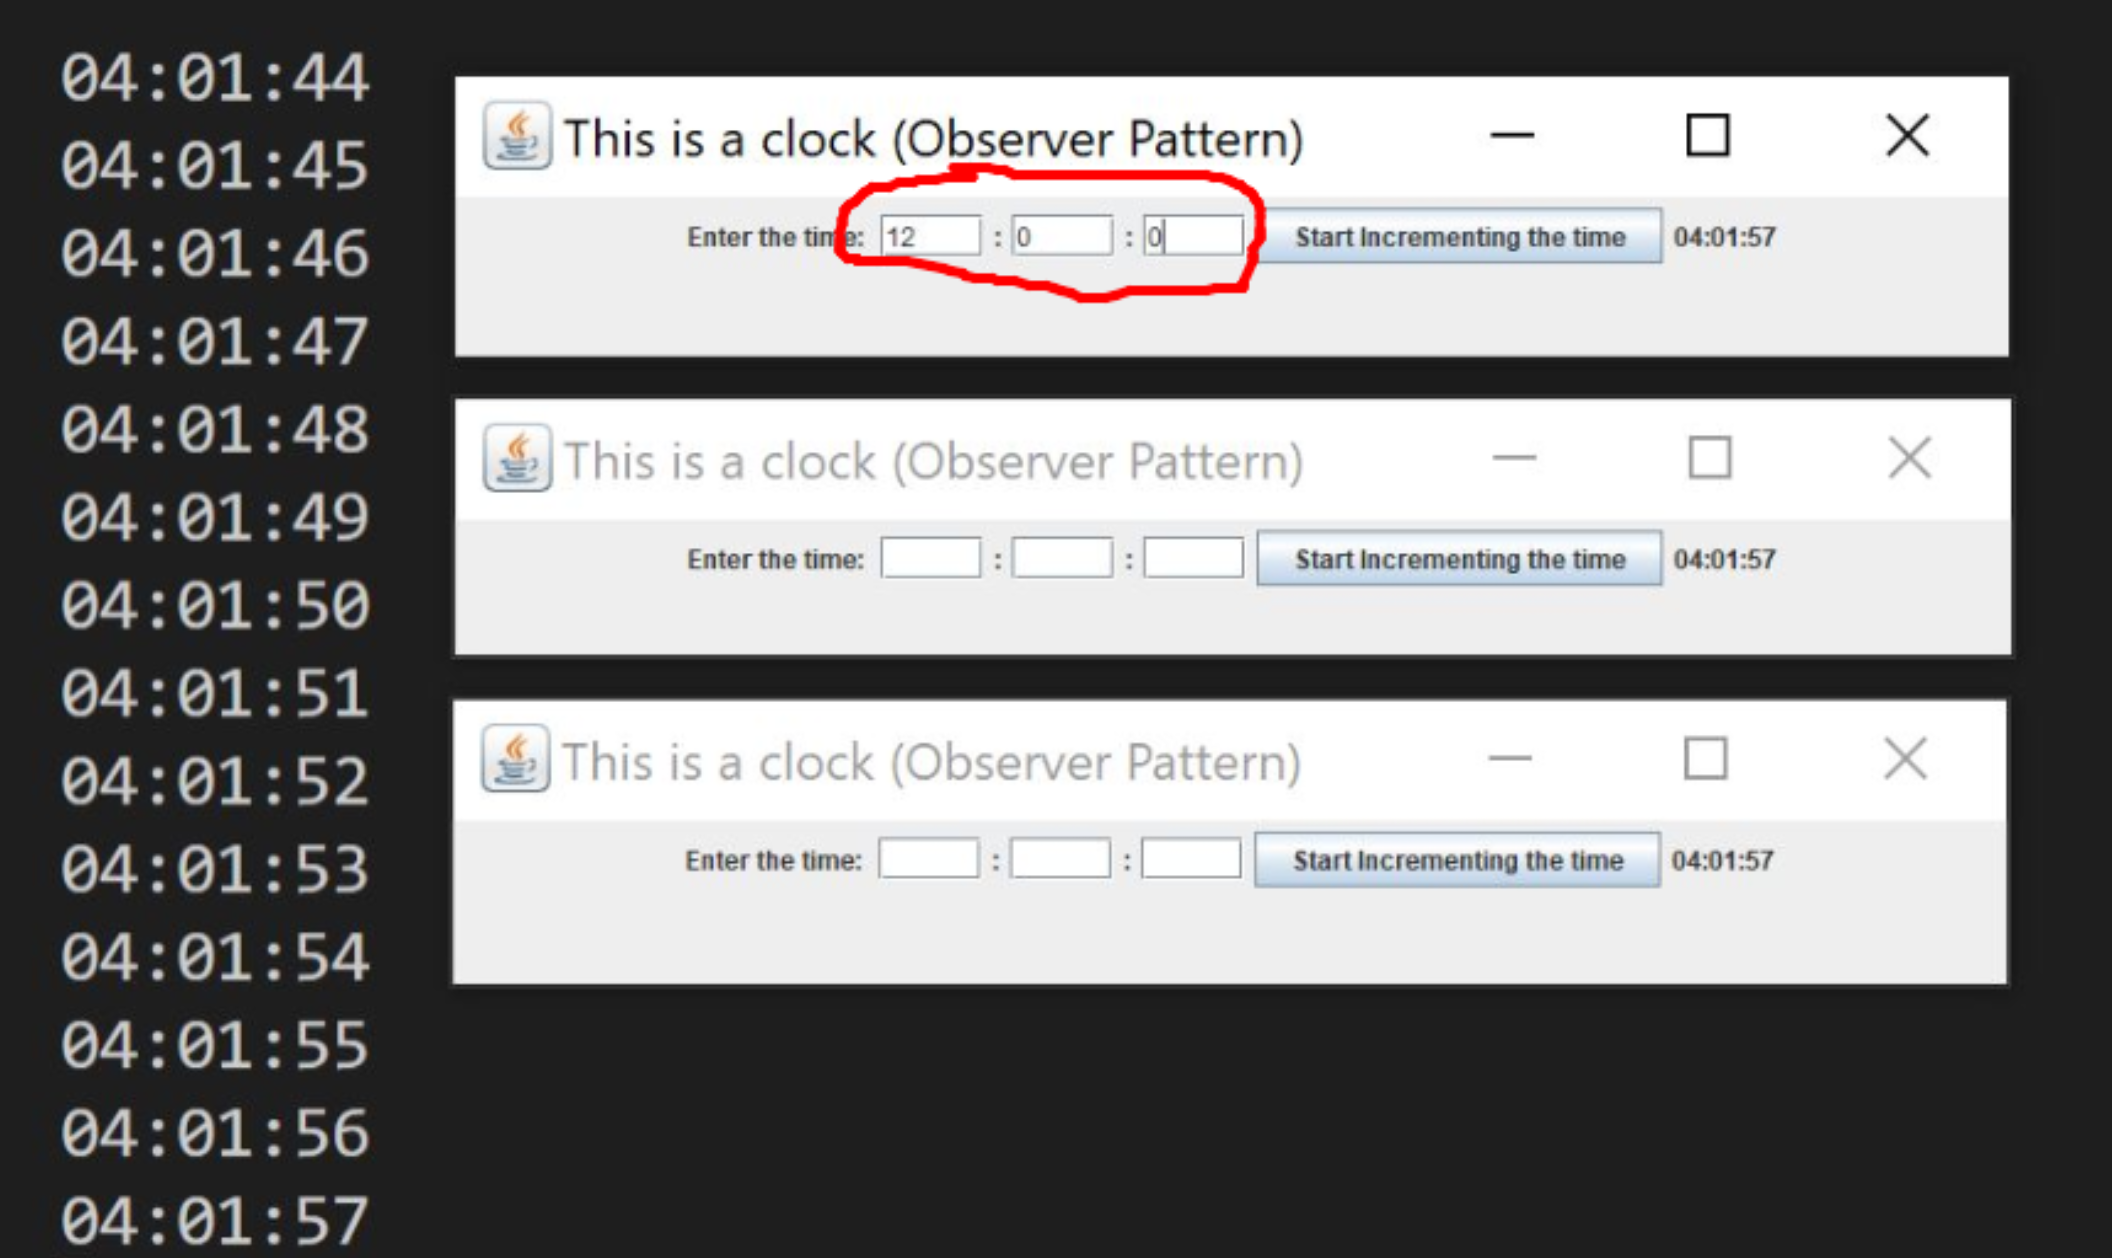 04:01:44
04:01:45
04:01:46
04:01:47
04:01:48
04:01:49
04:01:50
04:01:51
04:01:52
04:01:53
04:01:54
04:01:55
04:01:56
04:01:57
This is a clock (Observer Pattern)
Enter the time: 12 : 0 : 0 Start Incrementing the time 04:01:57
This is a clock (Observer Pattern)
Enter the time: : : Start Incrementing the time 04:01:57
This is a clock (Observer Pattern)
Enter the time: : : Start Incrementing the time 04:01:57